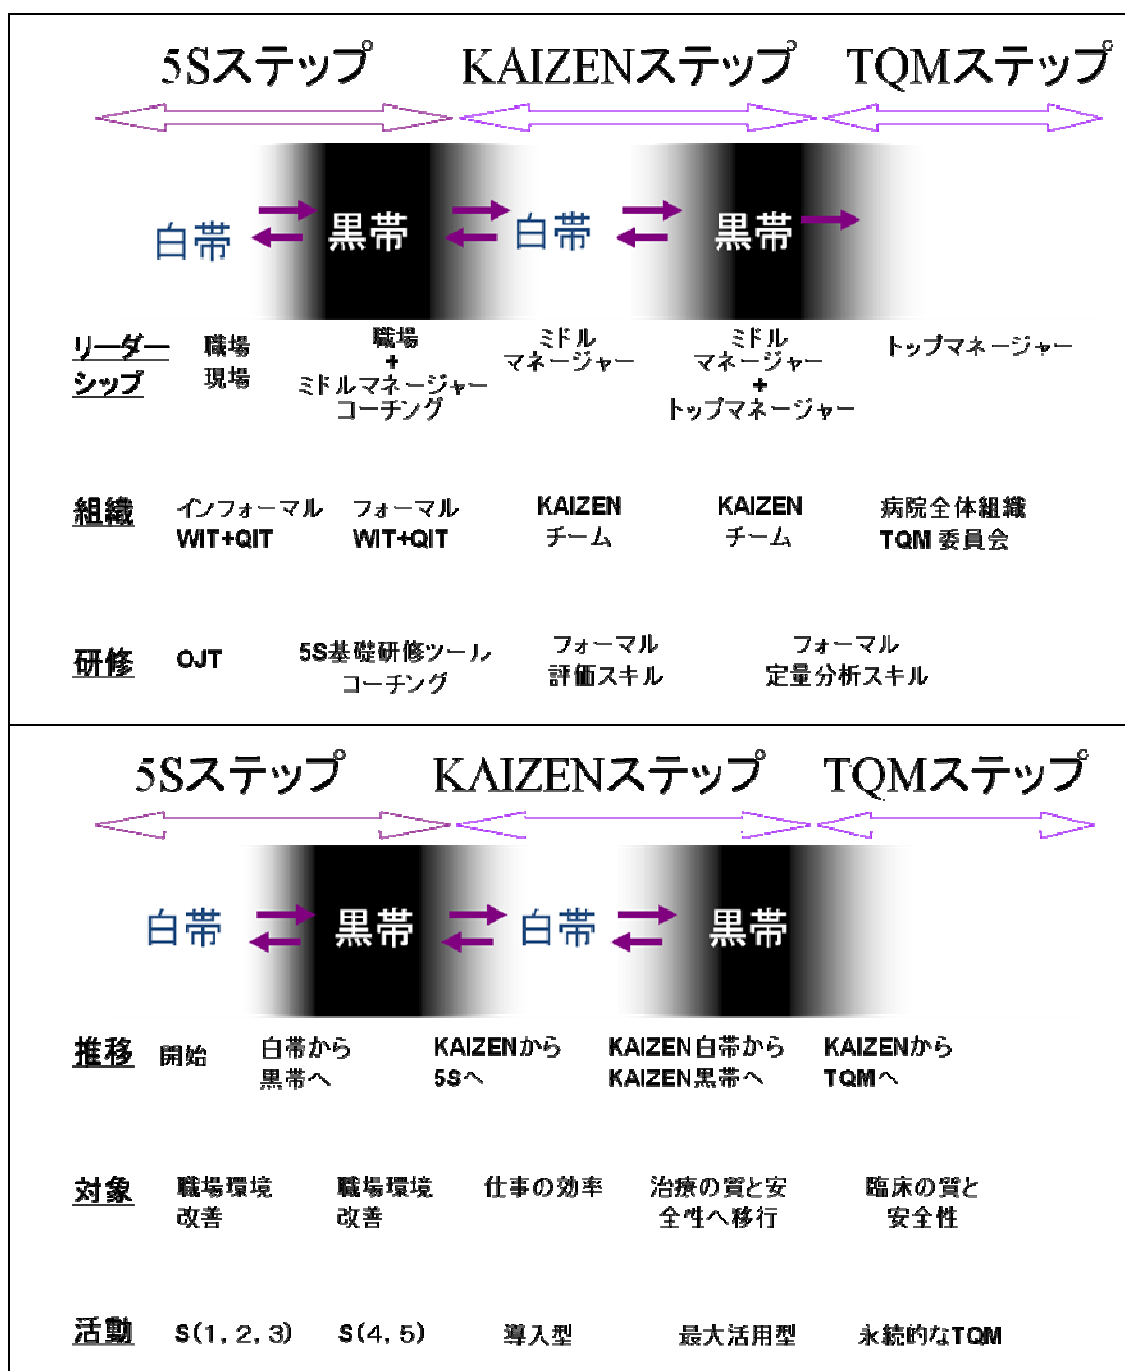 5Sステップ KAIZENステップ TQMステップ
白帯 黒帯 白帯 黒帯
リーダー
シップ
職場
現場
職場
+
ミドルマネージャー
コーチング
ミドル
マネージャー
ミドル
マネージャー
+
トップマネージャー
トップマネージャー
組織
インフォーマル
WIT+QIT
フォーマル
WIT+QIT
KAIZEN
チーム
KAIZEN
チーム
病院全体組織
TQM 委員会
研修
OJT
5S基礎研修ツール
コーチング
フォーマル
評価スキル
フォーマル
定量分析スキル
5Sステップ KAIZENステップ TQMステップ
白帯 黒帯 白帯 黒帯
推移
開始
白帯から
黒帯へ
KAIZENから
5Sへ
KAIZEN白帯から
KAIZEN黒帯へ
KAIZENから
TQMへ
対象
職場環境
改善
職場環境
改善
仕事の効率
治療の質と安
全性へ移行
臨床の質と
安全性
活動
S(1, 2, 3)
S(4, 5)
導入型
最大活用型
永続的なTQM